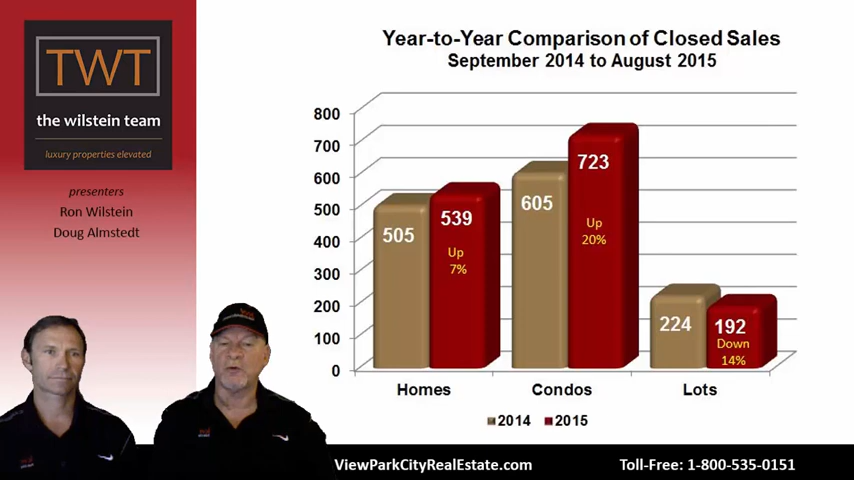 TWT
the wilstein team
luxury properties elevated
presenters
Ron Wilstein
Doug Almstedt
Year-to-Year Comparison of Closed Sales
September 2014 to August 2015
800
700
600
500
400
300
200
100
0
505
539
Up
7%
605
723
Up
20%
224
192
Down
14%
Homes
Condos
Lots
2014
2015
ViewParkCityRealEstate.com
Toll-Free: 1-800-535-0151